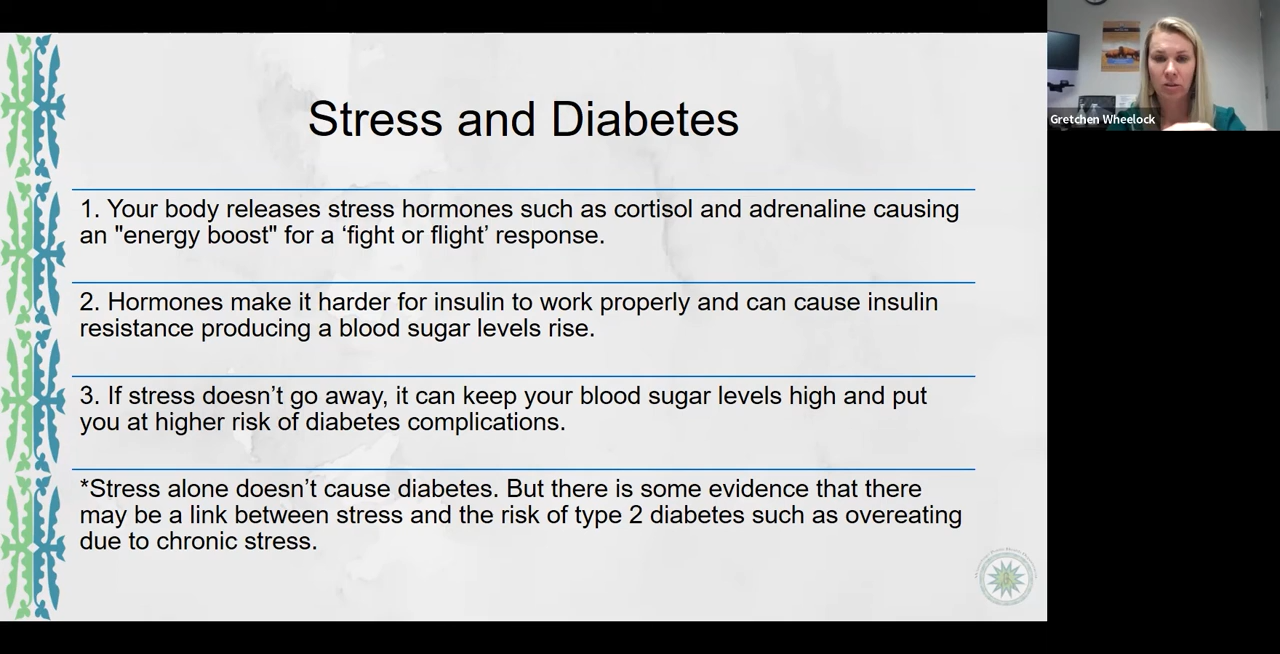 Stress and Diabetes
1. Your body releases stress hormones such as cortisol and adrenaline causing
an "energy boost" for a ‘fight or flight’ response.
2. Hormones make it harder for insulin to work properly and can cause insulin
resistance producing a blood sugar levels rise.
3. If stress doesn’t go away, it can keep your blood sugar levels high and put
you at higher risk of diabetes complications.
*Stress alone doesn’t cause diabetes. But there is some evidence that there
may be a link between stress and the risk of type 2 diabetes such as overeating
due to chronic stress.
Gretchen Wheelock